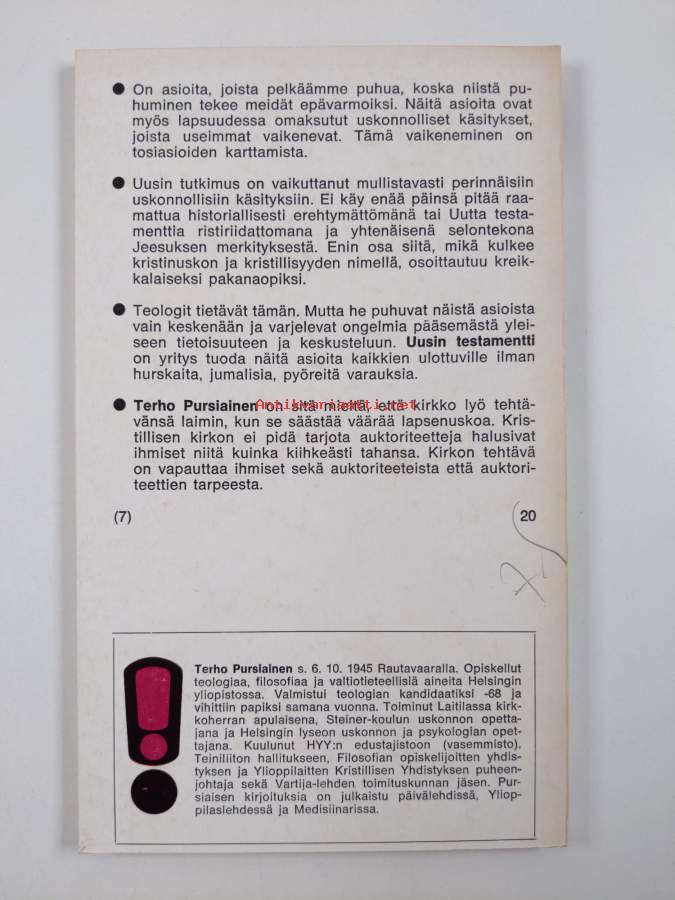 ● On asioita, joista pelkäämme puhua, koska niistä pu-
huminen tekee meidät epävarmoiksi. Näitä asioita ovat
myös lapsuudessa omaksutut uskonnolliset käsitykset,
joista useimmat vaikenevat. Tämä vaikeneminen on
tosiasioiden karttamista.
● Uusin tutkimus on vaikuttanut mullistavasti perinnäisiin
uskonnollisiin käsityksiin. Ei käy enää päinsä pitää raa-
mattua historiallisesti erehtymättömänä tai Uutta testa-
menttia ristiriidattomana ja yhtenäisenä selontekona
Jeesuksen merkityksestä. Enin osa siitä, mikä kulkee
kristinuskon ja kristillisyyden nimellä, osoittautuu kreik-
kalaiseksi pakanaopiksi.
● Teologit tietävät tämän. Mutta he puhuvat näistä asioista
vain keskenään ja varjelevat ongelmia pääsemästä ylei-
seen tietoisuuteen ja keskusteluun. Uusin testamentti
on yritys tuoda näitä asioita kaikkien ulottuville ilman
hurskaita, jumalisia, pyöreitä varauksia.
● Terho Pursiainen on sitä mieltä, että kirkko lyö tehtä-
Antikvariaatti.net
vänsä laimin, kun se säästää väärää lapsenuskoa. Kris-
tillisen kirkon ei pidä tarjota auktoriteetteja halusivat
ihmiset niitä kuinka kiihkeästi tahansa. Kirkon tehtävä
on vapauttaa ihmiset sekä auktoriteeteista että auktori-
teettien tarpeesta.
(7) 20
7,-
Terho Pursiainen s. 6. 10. 1945 Rautavaaralla. Opiskellut
teologiaa, filosofiaa ja valtiotieteellisiä aineita Helsingin
yliopistossa. Valmistui teologian kandidaatiksi -68 ja
vihittiin papiksi samana vuonna. Toiminut Laitilassa kirk-
koherran apulaisena, Steiner-koulun uskonnon opetta-
jana ja Helsingin lyseon uskonnon ja psykologian opet-
tajana. Kuulunut HYY:n edustajistoon (vasemmisto),
Teiniliiton hallitukseen, Filosofian opiskelijoitten yhdis-
tyksen ja Ylioppilaitten Kristillisen Yhdistyksen puheen-
johtaja sekä Vartija-lehden toimituskunnan jäsen. Pur-
siaisen kirjoituksia on julkaistu päivälehdissä, Yliop-
pilaslehdessä ja Medisiinarissa.